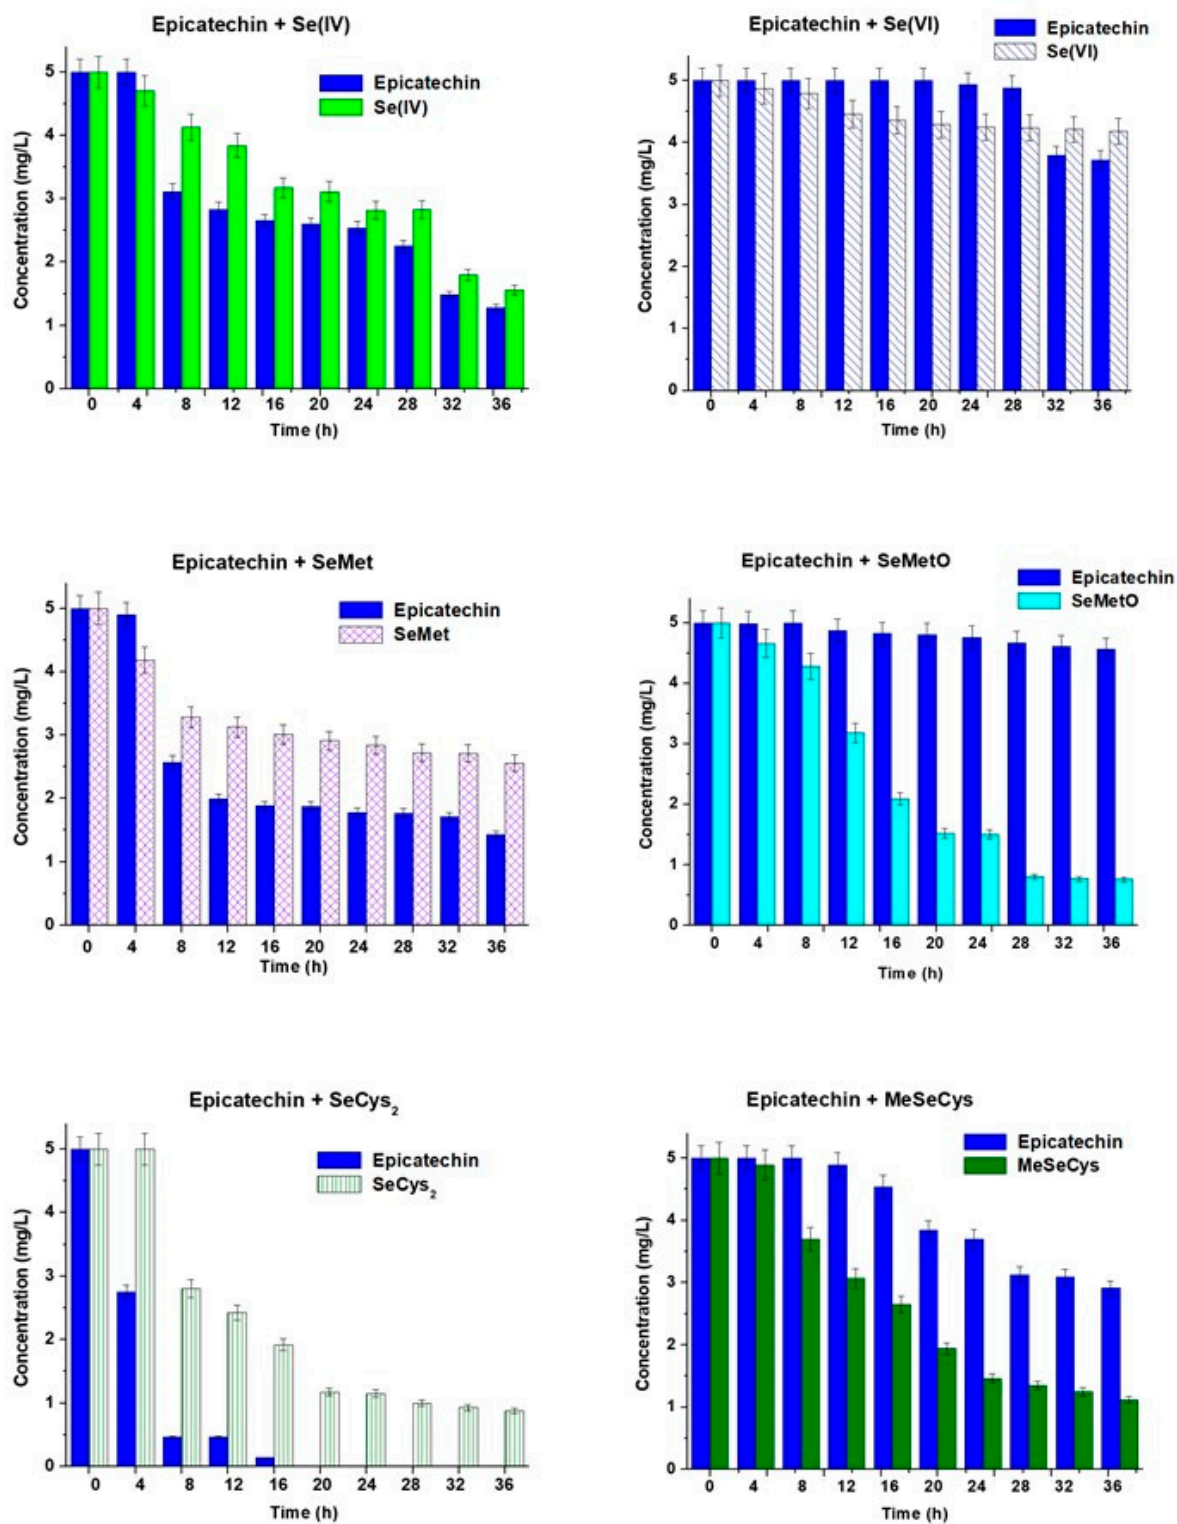 Epicatechin + Se(IV)
Epicatechin
Se(IV)
Concentration (mg/L)
5
4
3
2
1
0
0 4 8 12 16 20 24 28 32 36
Time (h)
Epicatechin + Se(VI)
Epicatechin
Se(VI)
Concentration (mg/L)
5
4
3
2
1
0
0 4 8 12 16 20 24 28 32 36
Time (h)
Epicatechin + SeMet
Epicatechin
SeMet
Concentration (mg/L)
5
4
3
2
1
0
0 4 8 12 16 20 24 28 32 36
Time (h)
Epicatechin + SeMetO
Epicatechin
SeMetO
Concentration (mg/L)
5
4
3
2
1
0
0 4 8 12 16 20 24 28 32 36
Time (h)
Epicatechin + SeCys₂
Epicatechin
SeCys₂
Concentration (mg/L)
5
4
3
2
1
0
0 4 8 12 16 20 24 28 32 36
Time (h)
Epicatechin + MeSeCys
Epicatechin
MeSeCys
Concentration (mg/L)
5
4
3
2
1
0
0 4 8 12 16 20 24 28 32 36
Time (h)